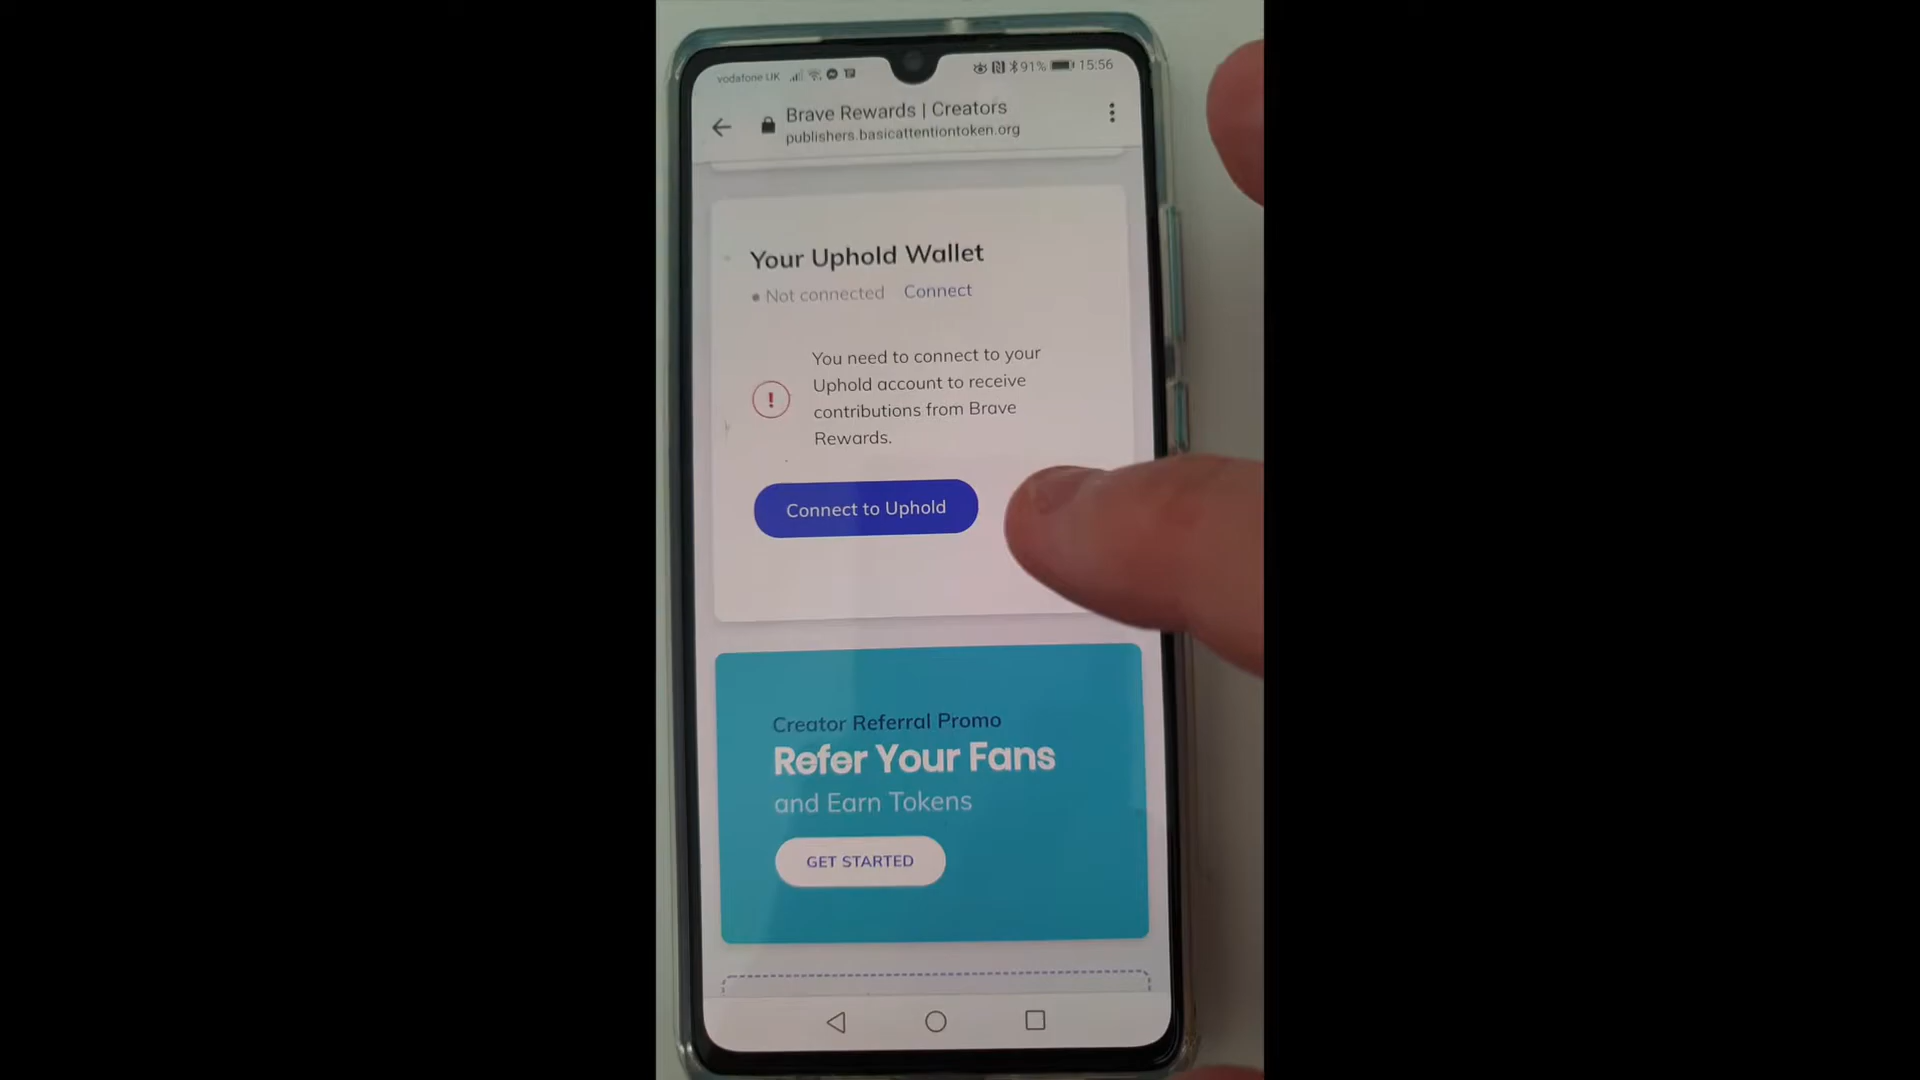 vodafone UK 91% 15:56
Brave Rewards | Creators
publishers.basicattentiontoken.org
Your Uphold Wallet
Not connected Connect
You need to connect to your
Uphold account to receive
contributions from Brave
Rewards.
Connect to Uphold
Creator Referral Promo
Refer Your Fans
and Earn Tokens
GET STARTED